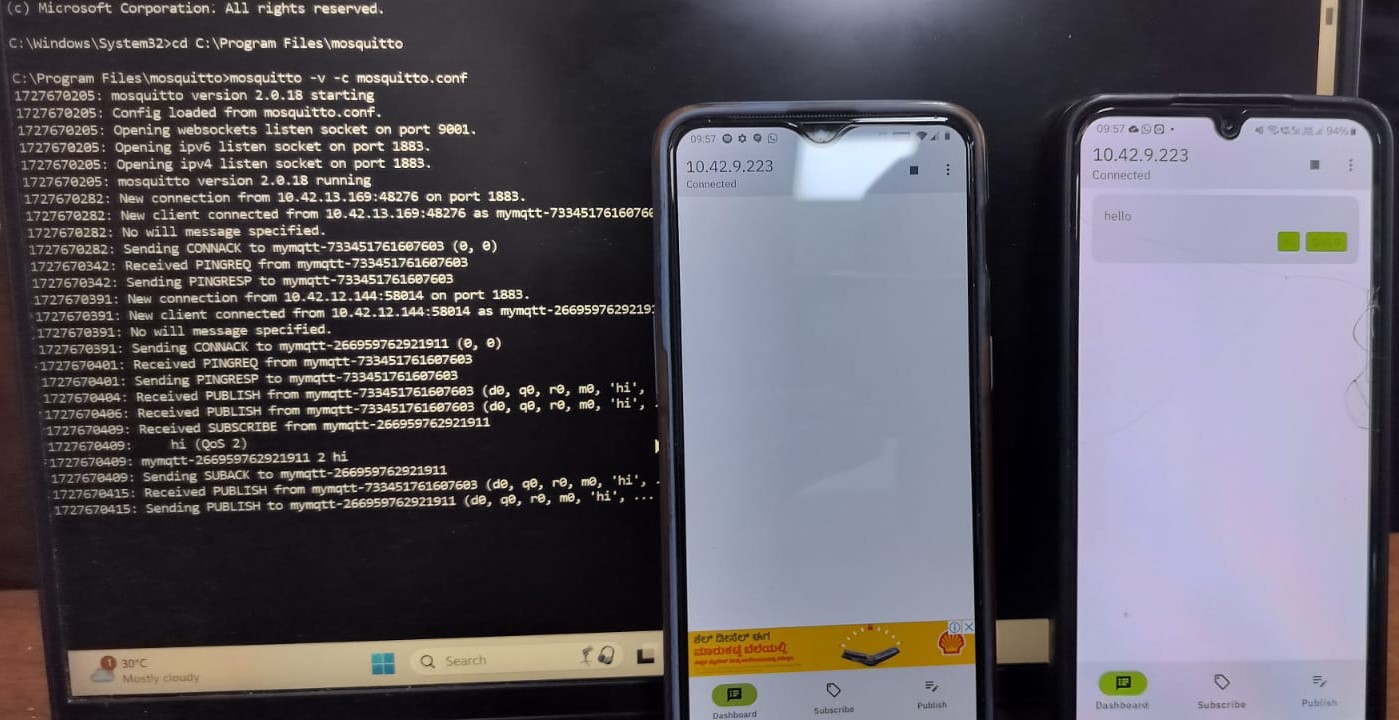 (c) Microsoft Corporation. All rights reserved.
C:\Windows\System32>cd C:\Program Files\mosquitto
C:\Program Files\mosquitto>mosquitto -v -c mosquitto.conf
1727670205: mosquitto version 2.0.18 starting
1727670205: Config loaded from mosquitto.conf.
1727670205: Opening websockets listen socket on port 9001.
1727670205: Opening ipv6 listen socket on port 1883.
1727670205: Opening ipv4 listen socket on port 1883.
1727670205: mosquitto version 2.0.18 running
1727670282: New connection from 10.42.13.169:48276 on port 1883.
1727670282: New client connected from 10.42.13.169:48276 as mymqtt-73345176160760
1727670282: No will message specified.
1727670282: Sending CONNACK to mymqtt-733451761607603 (0, 0)
1727670342: Received PINGREQ from mymqtt-733451761607603
1727670342: Sending PINGRESP to mymqtt-733451761607603
1727670391: New connection from 10.42.12.144:58014 on port 1883.
1727670391: New client connected from 10.42.12.144:58014 as mymqtt-26695976292191
1727670391: No will message specified.
1727670391: Sending CONNACK to mymqtt-266959762921911 (0, 0)
1727670401: Received PINGREQ from mymqtt-733451761607603
1727670401: Sending PINGRESP to mymqtt-733451761607603
1727670404: Received PUBLISH from mymqtt-733451761607603 (d0, q0, r0, m0, 'hi',
1727670406: Received PUBLISH from mymqtt-733451761607603 (d0, q0, r0, m0, 'hi', .
1727670409: Received SUBSCRIBE from mymqtt-266959762921911
1727670409: hi (QoS 2)
1727670409: mymqtt-266959762921911 2 hi
1727670409: Sending SUBACK to mymqtt-266959762921911
1727670415: Received PUBLISH from mymqtt-733451761607603 (d0, q0, r0, m0, 'hi', .
1727670415: Sending PUBLISH to mymqtt-266959762921911 (d0, q0, r0, m0, 'hi', ...
1
30°C
Mostly cloudy
Search
09:57
10.42.9.223
Connected
ಶೆಲ್ ಡೀಸೆಲ್ ಈಗ
ಮಾರುಕಟ್ಟೆ ಬೆಲೆಯಲ್ಲಿ
Dashboard
Subscribe
Publish
09:57
94%
10.42.9.223
Connected
hello
Dashboard
Subscribe
Publish